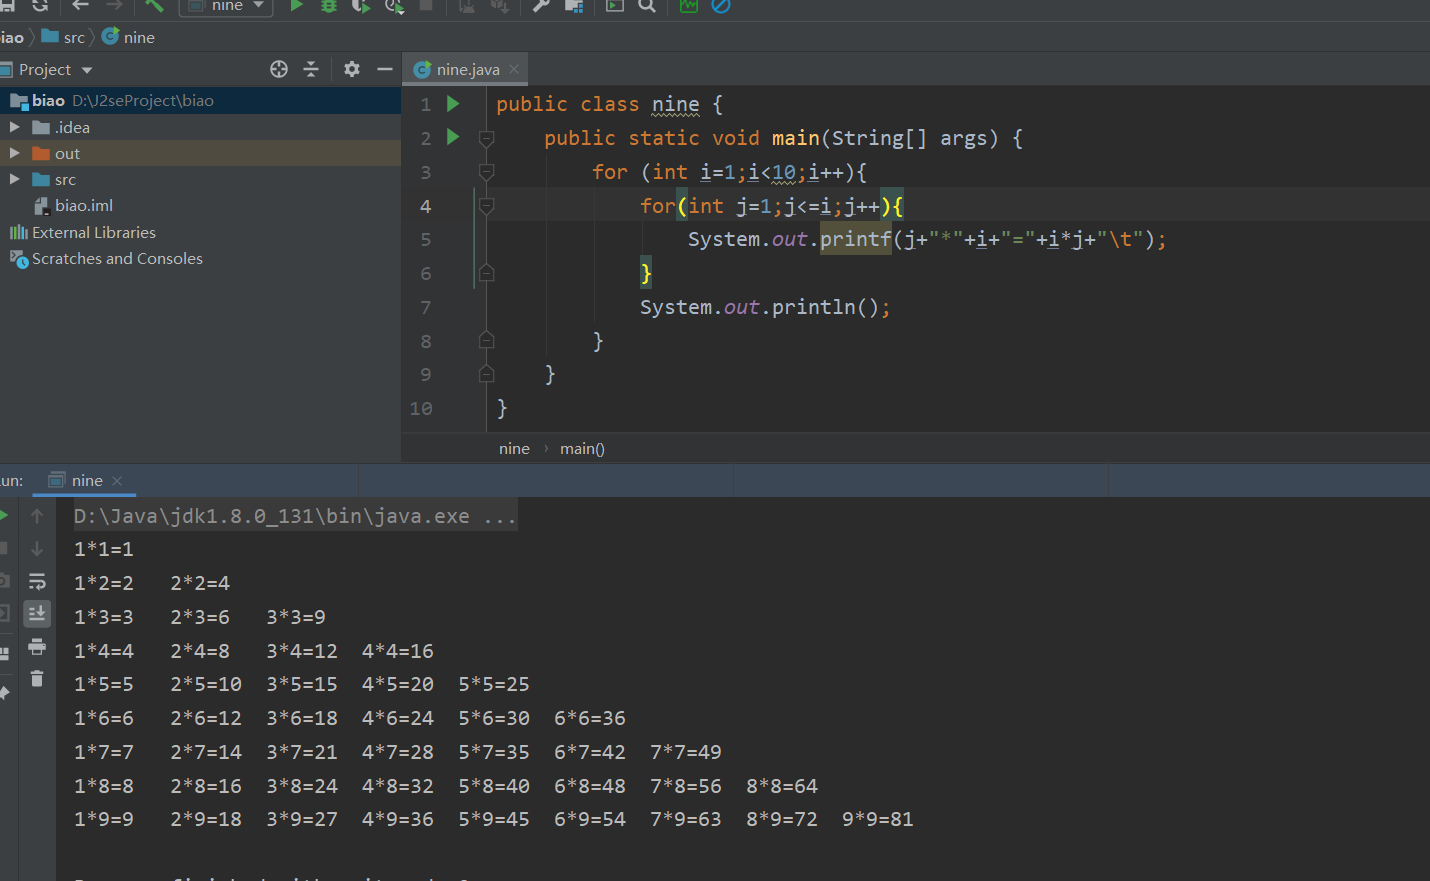 nine
src
nine
Project
nine.java
biao D:\J2seProject\biao
.idea
out
src
biao.iml
External Libraries
Scratches and Consoles
1 public class nine {
2 public static void main(String[] args) {
3 for (int i=1;i<10;i++){
4 for(int j=1;j<=i;j++){
5 System.out.printf(j+"*"+i+"="+i*j+"\t");
6 }
7 System.out.println();
8 }
9 }
10 }
nine › main()
nine
D:\Java\jdk1.8.0_131\bin\java.exe ...
1*1=1
1*2=2 2*2=4
1*3=3 2*3=6 3*3=9
1*4=4 2*4=8 3*4=12 4*4=16
1*5=5 2*5=10 3*5=15 4*5=20 5*5=25
1*6=6 2*6=12 3*6=18 4*6=24 5*6=30 6*6=36
1*7=7 2*7=14 3*7=21 4*7=28 5*7=35 6*7=42 7*7=49
1*8=8 2*8=16 3*8=24 4*8=32 5*8=40 6*8=48 7*8=56 8*8=64
1*9=9 2*9=18 3*9=27 4*9=36 5*9=45 6*9=54 7*9=63 8*9=72 9*9=81